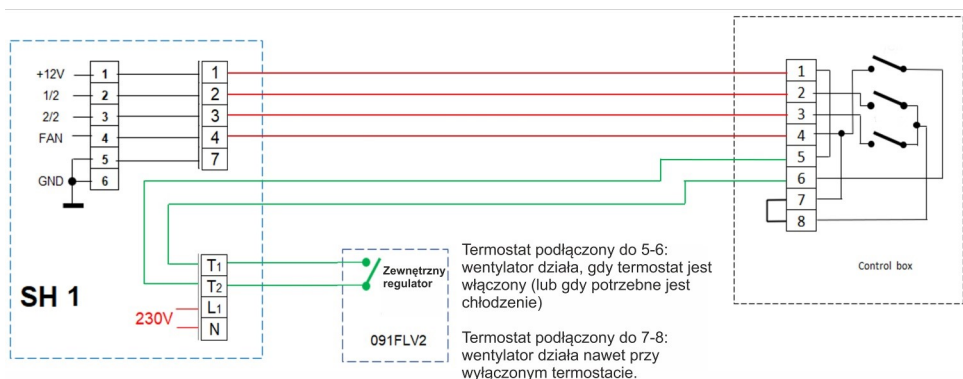 +12V 1 1
1/2 2 2
2/2 3 3
FAN 4 4
5 7
GND 6
1
2
3
4
5
6
7
8
Control box
SH 1
T1
T2
L1
N
230V
Zewnętrzny
regulator
091FLV2
Termostat podłączony do 5-6:
wentylator działa, gdy termostat jest
włączony (lub gdy potrzebne jest
chłodzenie)
Termostat podłączony do 7-8:
wentylator działa nawet przy
wyłączonym termostacie.